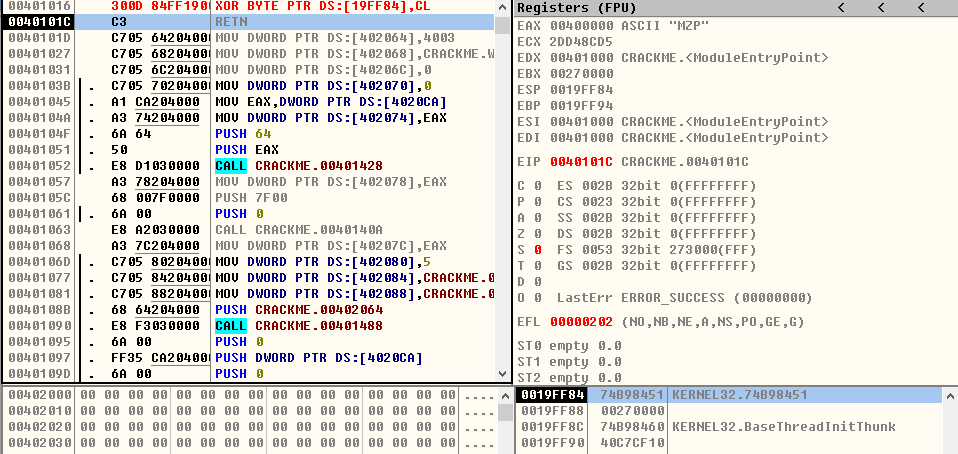 00401016 300D 84FF1900 XOR BYTE PTR DS:[19FF84],CL
0040101C C3 RETN
0040101D C705 64204000 MOV DWORD PTR DS:[402064],4003
00401027 C705 68204000 MOV DWORD PTR DS:[402068],CRACKME.W
00401031 C705 6C204000 MOV DWORD PTR DS:[40206C],0
0040103B . C705 70204000 MOV DWORD PTR DS:[402070],0
00401045 . A1 CA204000 MOV EAX,DWORD PTR DS:[4020CA]
0040104A . A3 74204000 MOV DWORD PTR DS:[402074],EAX
0040104F . 6A 64 PUSH 64
00401051 . 50 PUSH EAX
00401052 . E8 D1030000 CALL CRACKME.00401428
00401057 A3 78204000 MOV DWORD PTR DS:[402078],EAX
0040105C 68 007F0000 PUSH 7F00
00401061 . 6A 00 PUSH 0
00401063 E8 A2030000 CALL CRACKME.0040140A
00401068 A3 7C204000 MOV DWORD PTR DS:[40207C],EAX
0040106D . C705 80204000 MOV DWORD PTR DS:[402080],5
00401077 . C705 84204000 MOV DWORD PTR DS:[402084],CRACKME.0
00401081 . C705 88204000 MOV DWORD PTR DS:[402088],CRACKME.0
0040108B . 68 64204000 PUSH CRACKME.00402064
00401090 . E8 F3030000 CALL CRACKME.00401488
00401095 . 6A 00 PUSH 0
00401097 . FF35 CA204000 PUSH DWORD PTR DS:[4020CA]
0040109D . 6A 00 PUSH 0
Registers (FPU) < < <
EAX 00400000 ASCII "MZP"
ECX 2DD48CD5
EDX 00401000 CRACKME.<ModuleEntryPoint>
EBX 00270000
ESP 0019FF84
EBP 0019FF94
ESI 00401000 CRACKME.<ModuleEntryPoint>
EDI 00401000 CRACKME.<ModuleEntryPoint>
EIP 0040101C CRACKME.0040101C
C 0 ES 002B 32bit 0(FFFFFFFF)
P 0 CS 0023 32bit 0(FFFFFFFF)
A 0 SS 002B 32bit 0(FFFFFFFF)
Z 0 DS 002B 32bit 0(FFFFFFFF)
S 0 FS 0053 32bit 273000(FFF)
T 0 GS 002B 32bit 0(FFFFFFFF)
D 0
O 0 LastErr ERROR_SUCCESS (00000000)
EFL 00000202 (NO,NB,NE,A,NS,PO,GE,G)
ST0 empty 0.0
ST1 empty 0.0
ST2 empty 0.0
00402000 00 00 00 00 00 00 00 00 00 00 00 00 00 00 00 00 ....
00402010 00 00 00 00 00 00 00 00 00 00 00 00 00 00 00 00 ....
00402020 00 00 00 00 00 00 00 00 00 00 00 00 00 00 00 00 ....
00402030 00 00 00 00 00 00 00 00 00 00 00 00 00 00 00 00 ....
0019FF84 74B98451 KERNEL32.74B98451
0019FF88 00270000
0019FF8C 74B98460 KERNEL32.BaseThreadInitThunk
0019FF90 40C7CF10